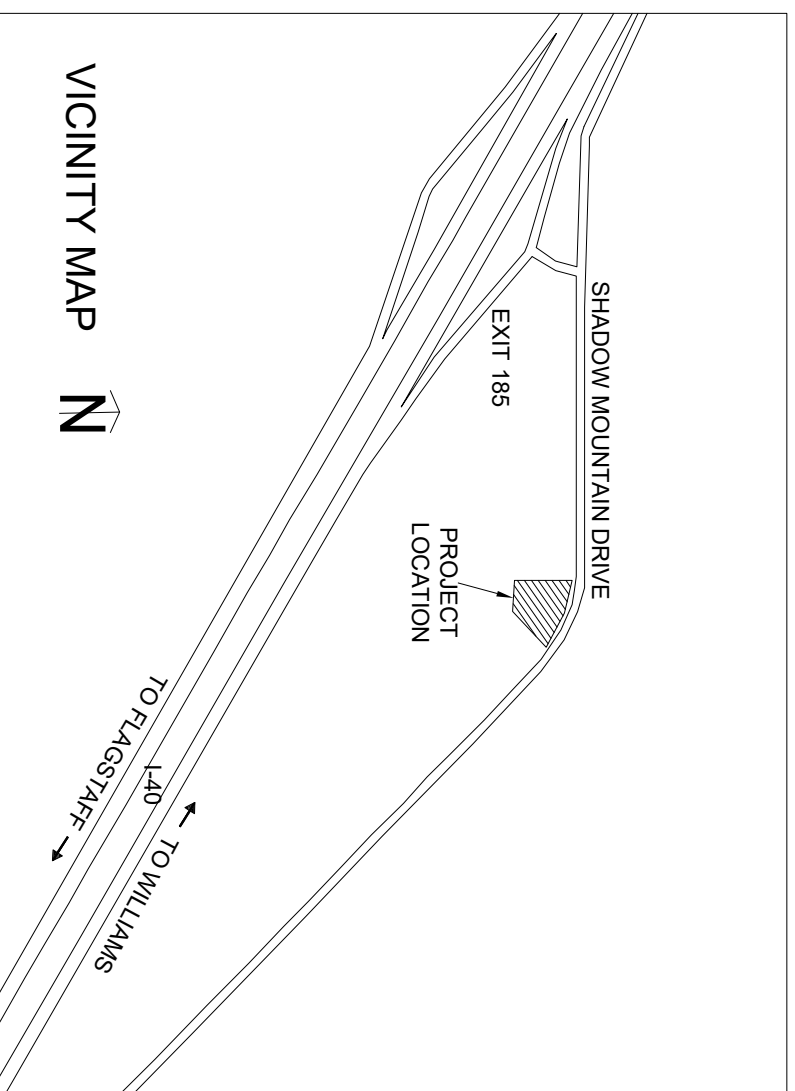 SHADOW MOUNTAIN DRIVE
EXIT 185
PROJECT
LOCATION
TO WILLIAMS
I-40
TO FLAGSTAFF
VICINITY MAP
N